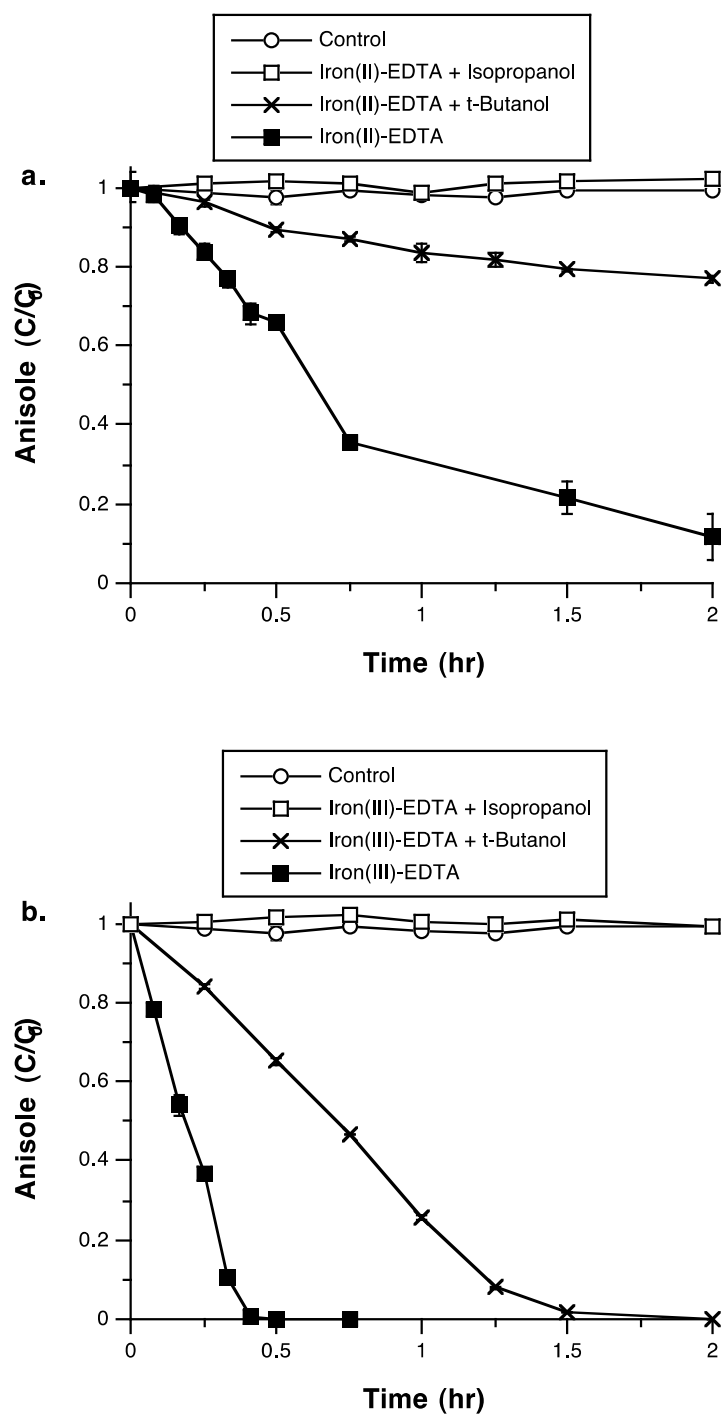 Control
Iron(II)-EDTA + Isopropanol
Iron(II)-EDTA + t-Butanol
Iron(II)-EDTA
a.
1
0.8
0.6
0.4
0.2
0
Anisole (C/C0)
0
0.5
1
1.5
2
Time (hr)
Control
Iron(III)-EDTA + Isopropanol
Iron(III)-EDTA + t-Butanol
Iron(III)-EDTA
b.
1
0.8
0.6
0.4
0.2
0
Anisole (C/C0)
0
0.5
1
1.5
2
Time (hr)